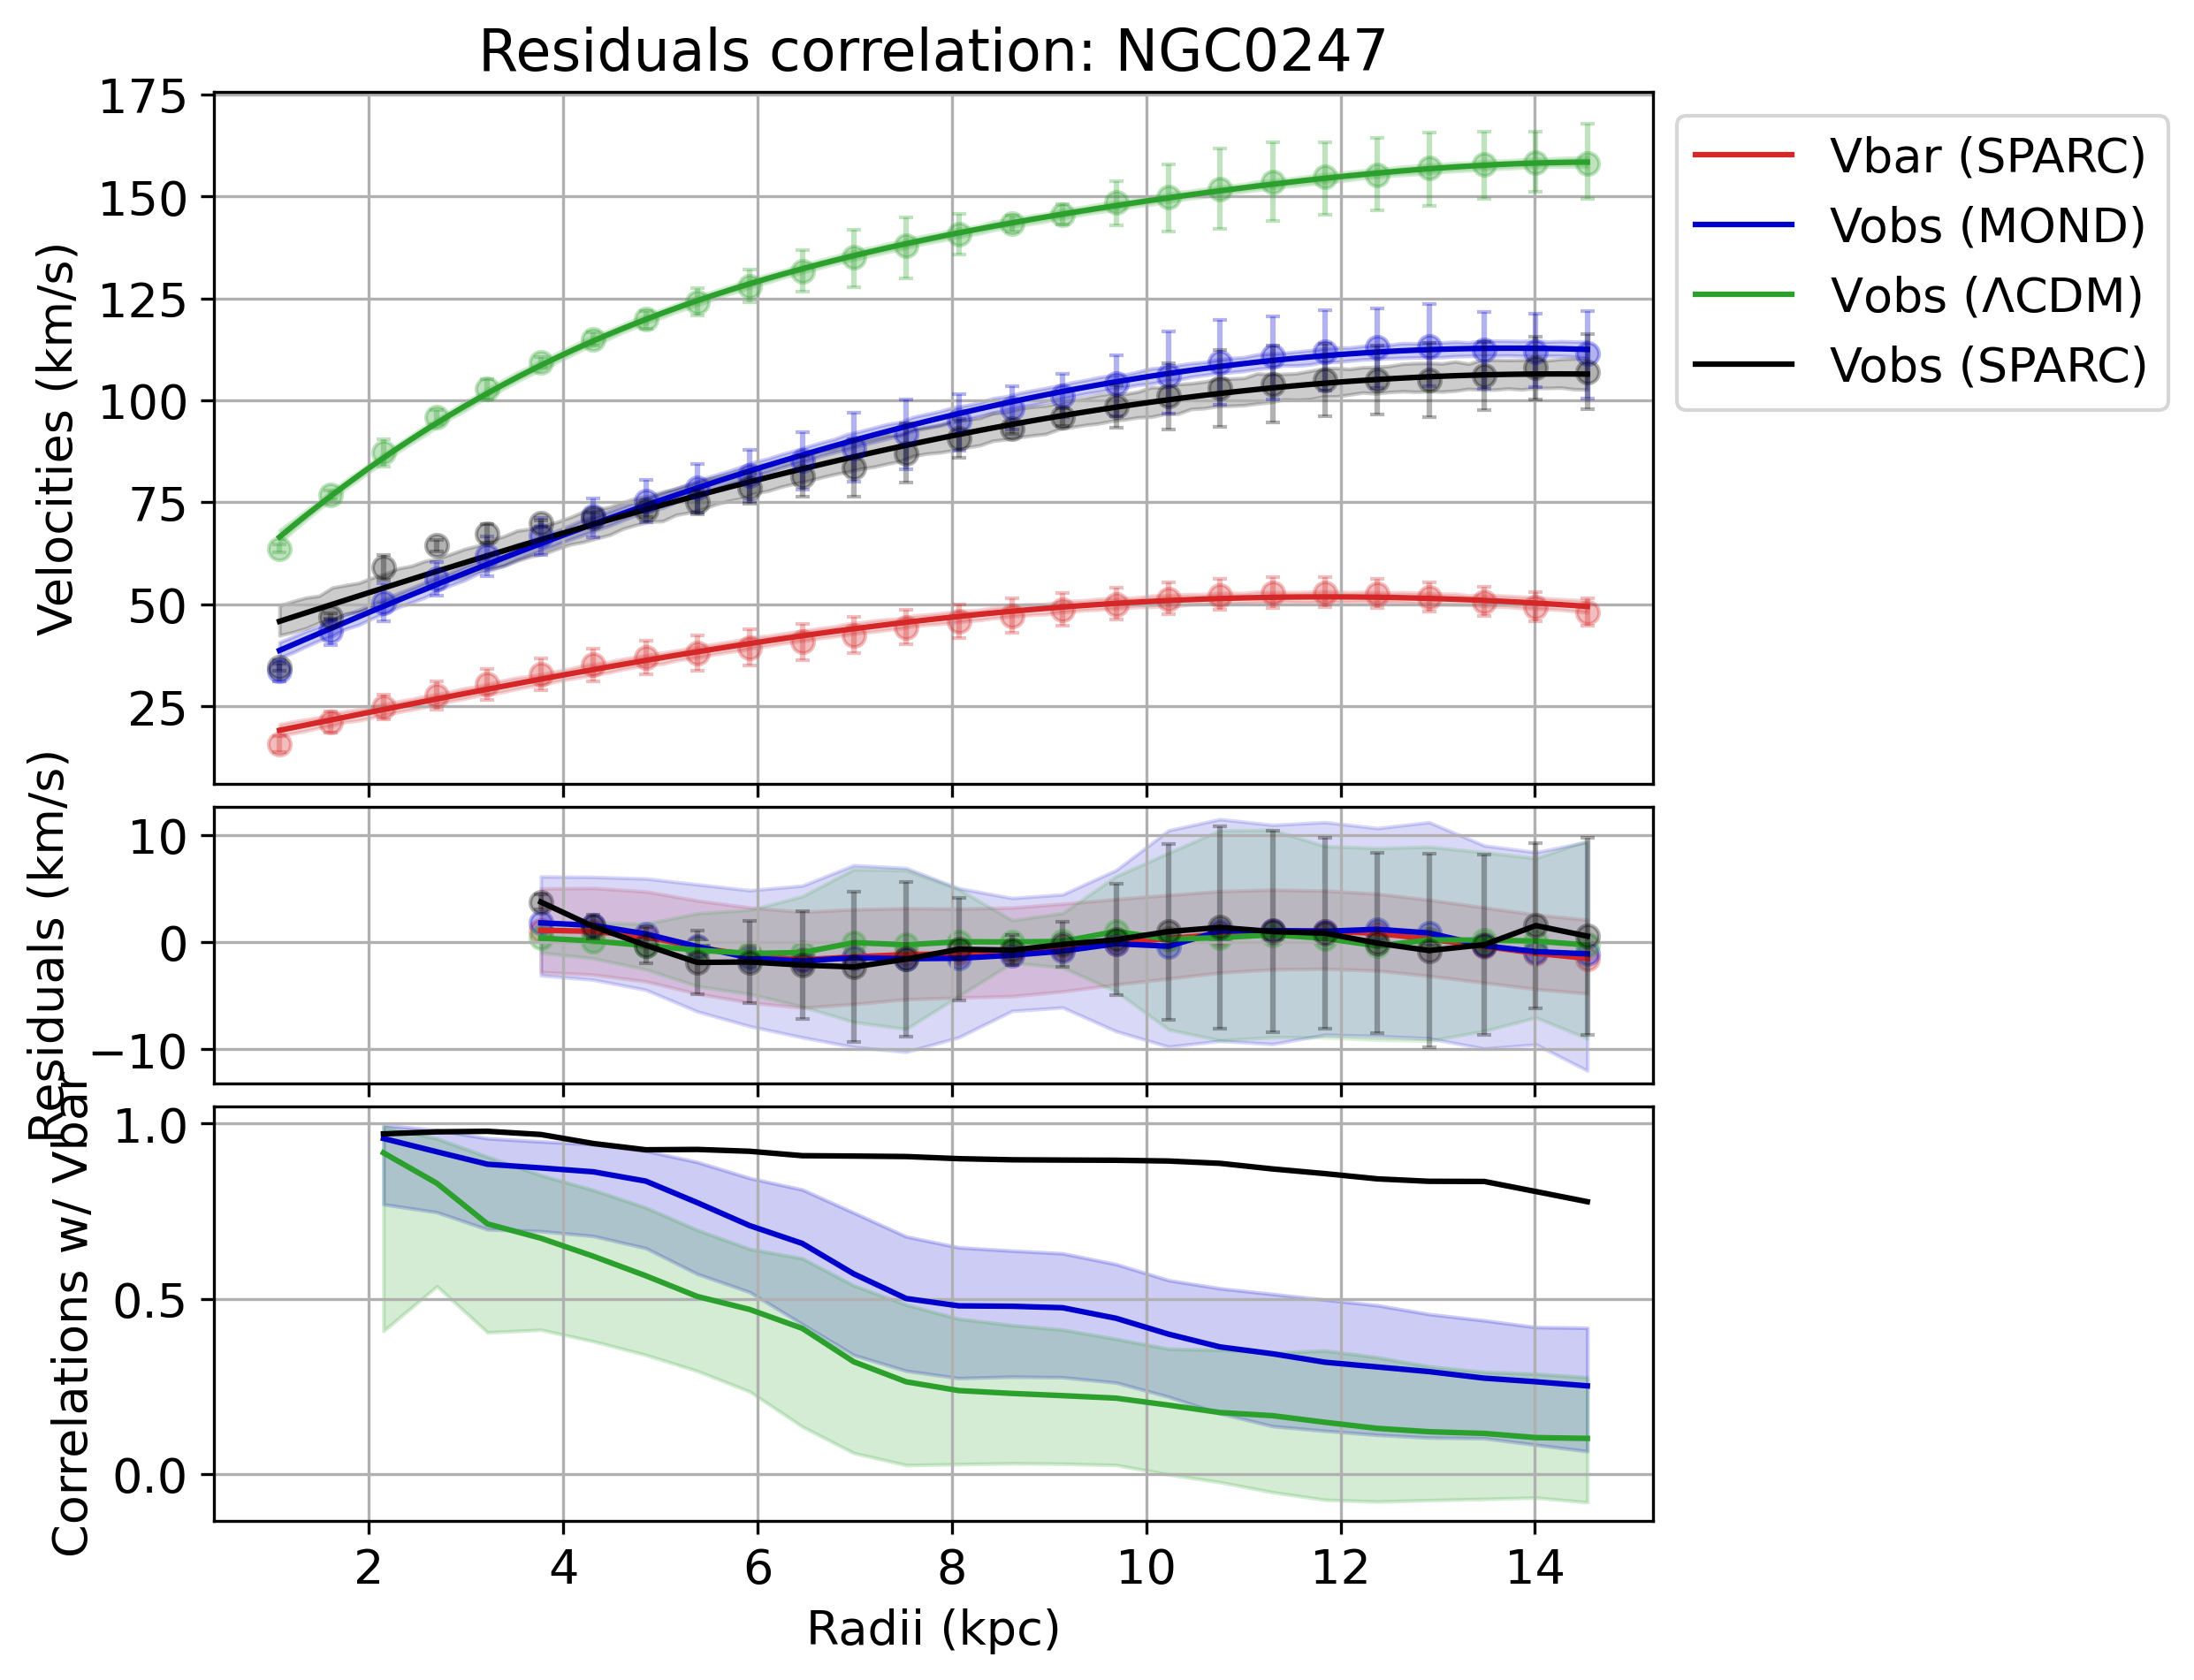 Residuals correlation: NGC0247
Velocities (km/s)
175
150
125
100
75
50
25
Vbar (SPARC)
Vobs (MOND)
Vobs (ΛCDM)
Vobs (SPARC)
Residuals (km/s)
10
0
−10
Correlations w/ Vbar
1.0
0.5
0.0
2 4 6 8 10 12 14
Radii (kpc)